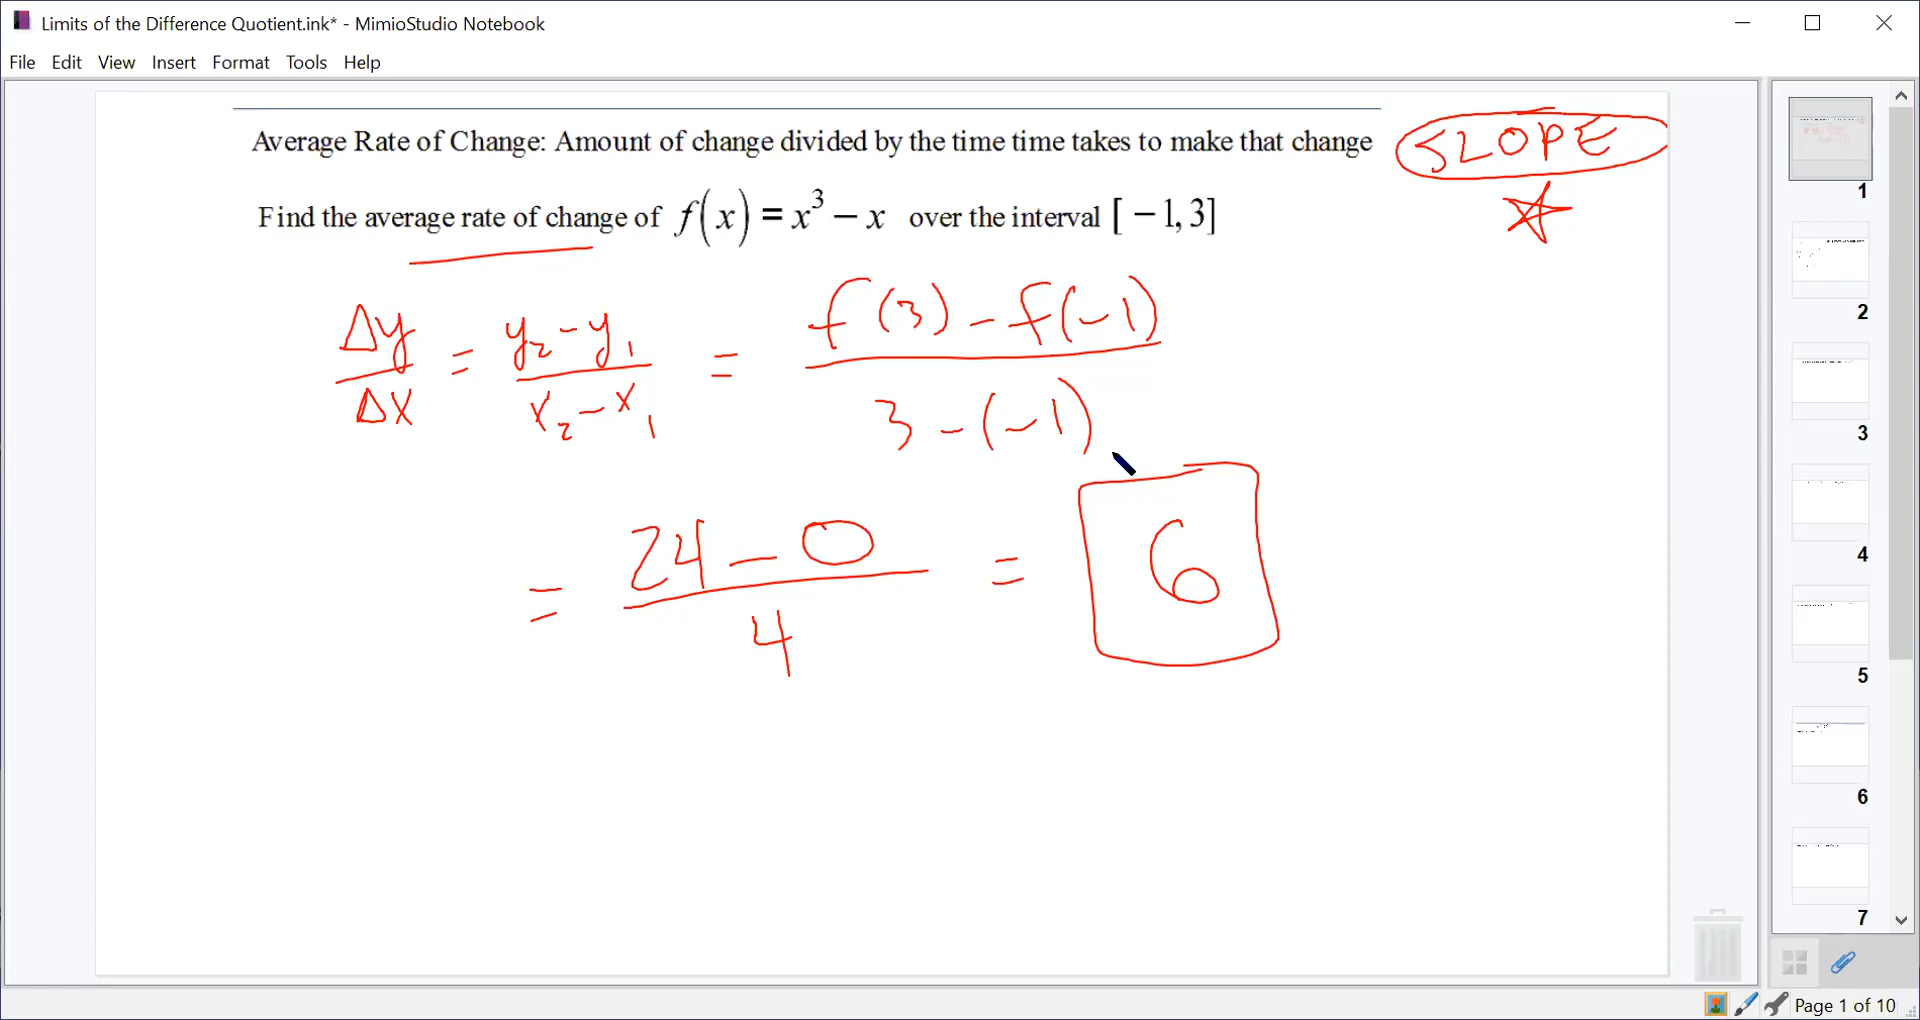 Limits of the Difference Quotient.ink* - MimioStudio Notebook
File Edit View Insert Format Tools Help
Average Rate of Change: Amount of change divided by the time time takes to make that change
SLOPE
Find the average rate of change of f(x) = x³ − x over the interval [−1, 3]
Δy/Δx = (y₂ − y₁)/(x₂ − x₁) = (f(3) − f(−1))/(3 − (−1))
= (24 − 0)/4 = 6
1
2
3
4
5
6
7
Page 1 of 10